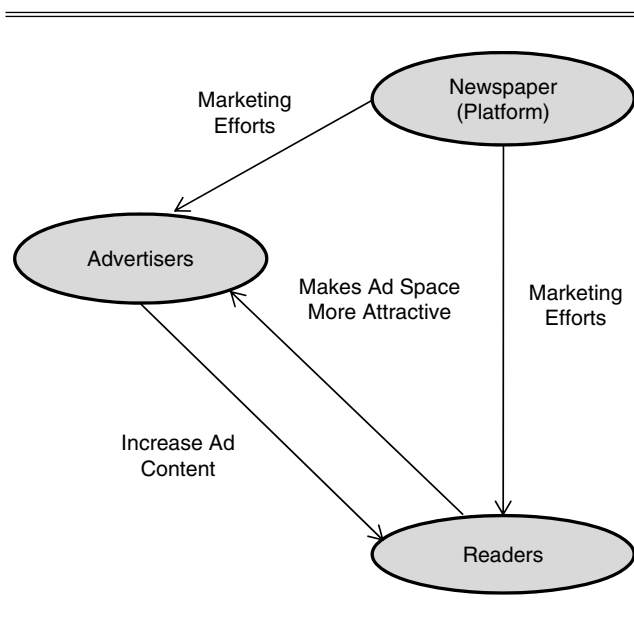 Newspaper
(Platform)
Marketing
Efforts
Advertisers
Makes Ad Space
More Attractive
Marketing
Efforts
Increase Ad
Content
Readers